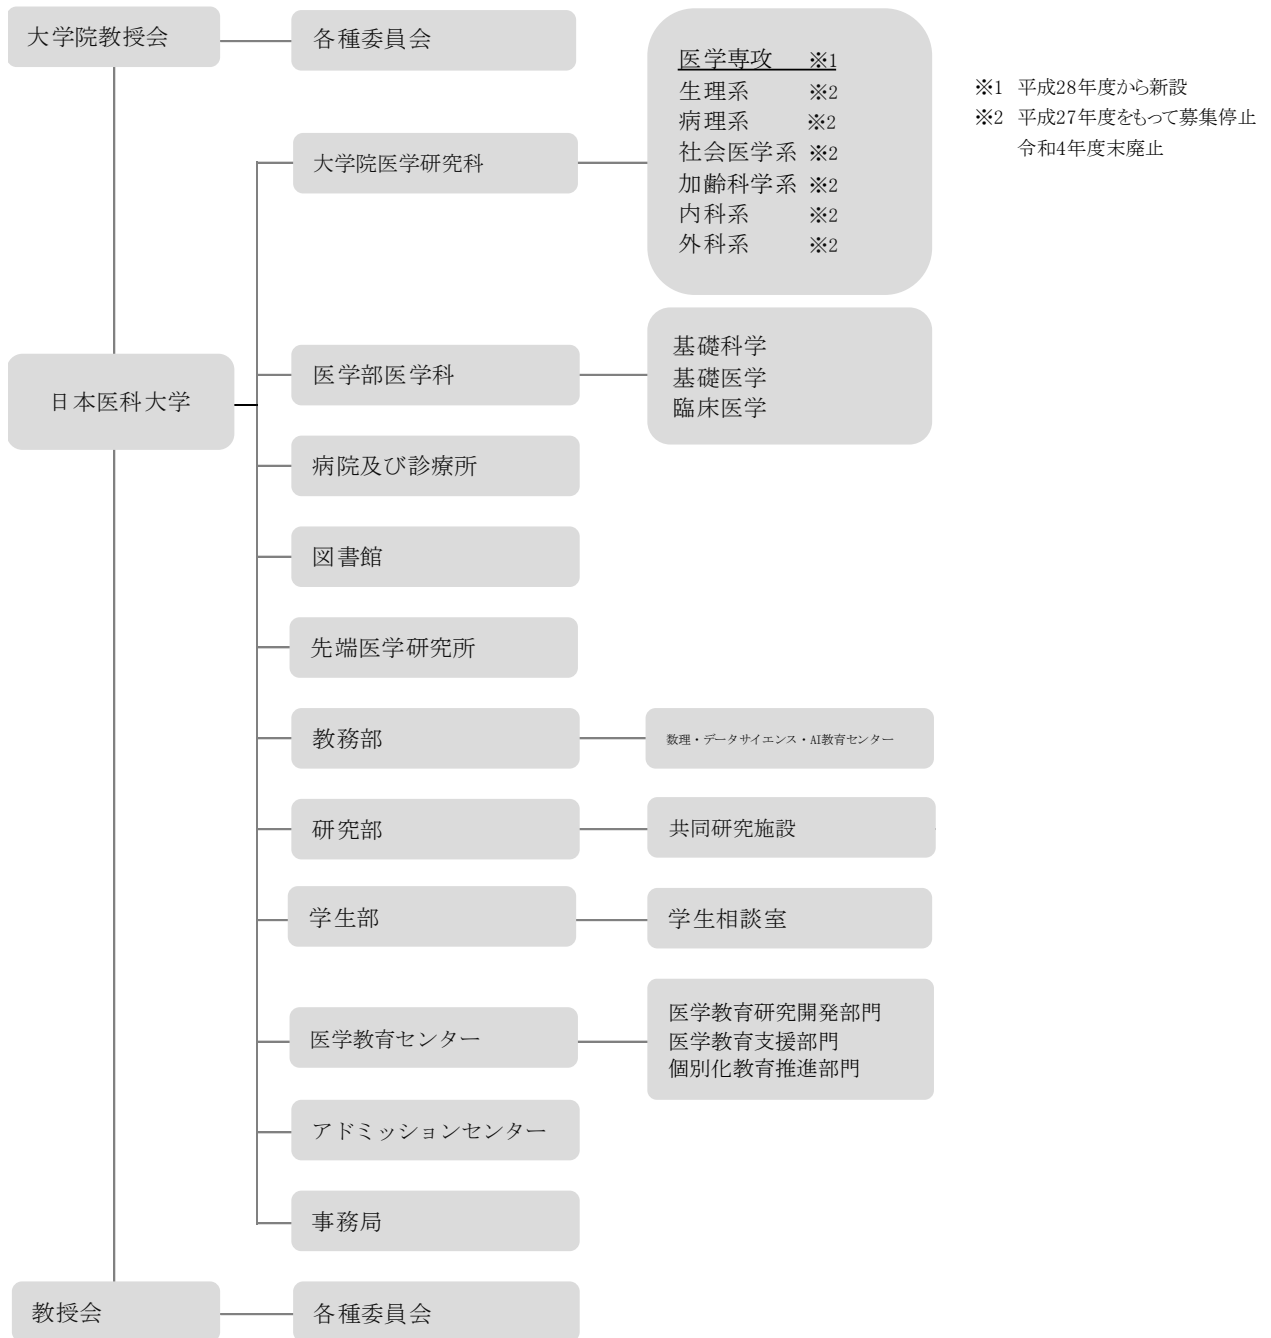 大学院教授会
各種委員会
医学専攻 ※1
生理系 ※2
病理系 ※2
社会医学系 ※2
加齢科学系 ※2
内科系 ※2
外科系 ※2
※1 平成28年度から新設
※2 平成27年度をもって募集停止
令和4年度末廃止
大学院医学研究科
日本医科大学
医学部医学科
基礎科学
基礎医学
臨床医学
病院及び診療所
図書館
先端医学研究所
教務部
数理・データサイエンス・AI教育センター
研究部
共同研究施設
学生部
学生相談室
医学教育センター
医学教育研究開発部門
医学教育支援部門
個別化教育推進部門
アドミッションセンター
事務局
教授会
各種委員会